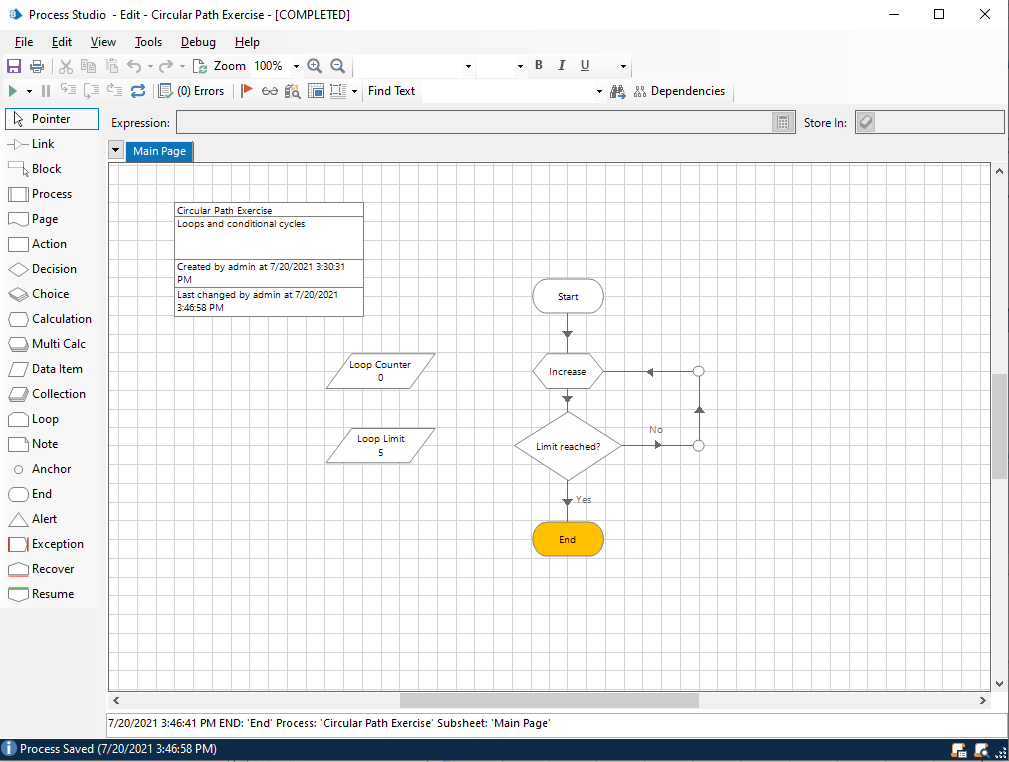 Process Studio - Edit - Circular Path Exercise - [COMPLETED]
File Edit View Tools Debug Help
Zoom 100% B I U
(0) Errors Find Text Dependencies
Pointer
Link
Block
Process
Page
Action
Decision
Choice
Calculation
Multi Calc
Data Item
Collection
Loop
Note
Anchor
End
Alert
Exception
Recover
Resume
Expression: Store In:
Main Page
Circular Path Exercise
Loops and conditional cycles
Created by admin at 7/20/2021 3:30:31
PM
Last changed by admin at 7/20/2021
3:46:58 PM
Start
Loop Counter
0
Increase
Loop Limit
5
Limit reached?
No
Yes
End
7/20/2021 3:46:41 PM END: 'End' Process: 'Circular Path Exercise' Subsheet: 'Main Page'
Process Saved (7/20/2021 3:46:58 PM)